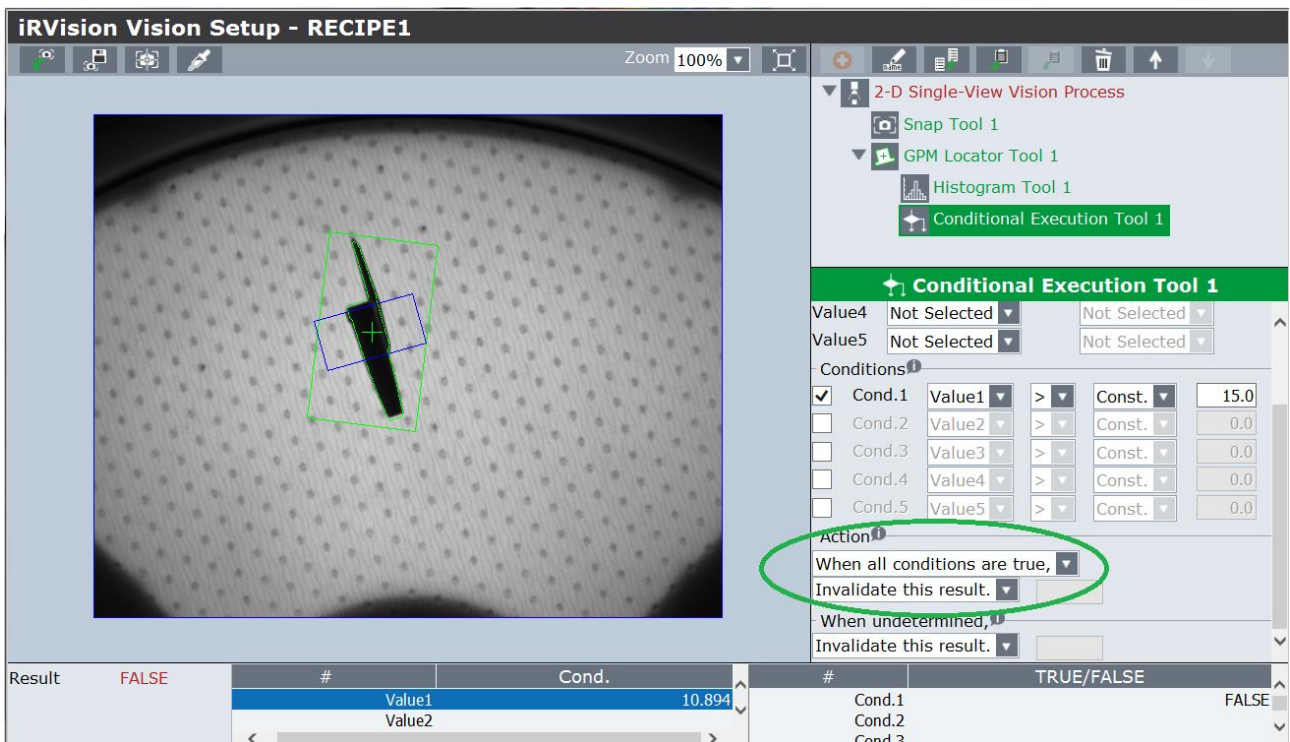 iRVision Vision Setup - RECIPE1
Zoom 100%
name
2-D Single-View Vision Process
Snap Tool 1
GPM Locator Tool 1
Histogram Tool 1
Conditional Execution Tool 1
Conditional Execution Tool 1
Value4 Not Selected Not Selected
Value5 Not Selected Not Selected
Conditions
Cond.1 Value1 > Const. 15.0
Cond.2 Value2 > Const. 0.0
Cond.3 Value3 > Const. 0.0
Cond.4 Value4 > Const. 0.0
Cond.5 Value5 > Const. 0.0
Action
When all conditions are true,
Invalidate this result.
When undetermined,
Invalidate this result.
Result FALSE
# Cond.
Value1 10.894
Value2
# TRUE/FALSE
Cond.1 FALSE
Cond.2
Cond.3